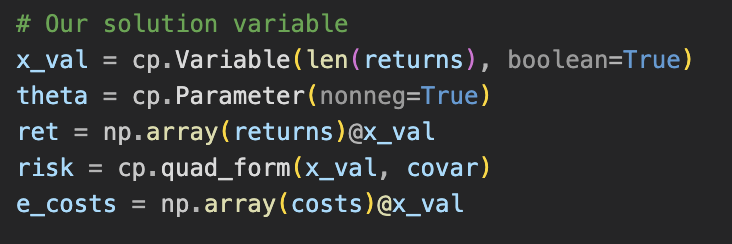 # Our solution variable
x_val = cp.Variable(len(returns), boolean=True)
theta = cp.Parameter(nonneg=True)
ret = np.array(returns)@x_val
risk = cp.quad_form(x_val, covar)
e_costs = np.array(costs)@x_val